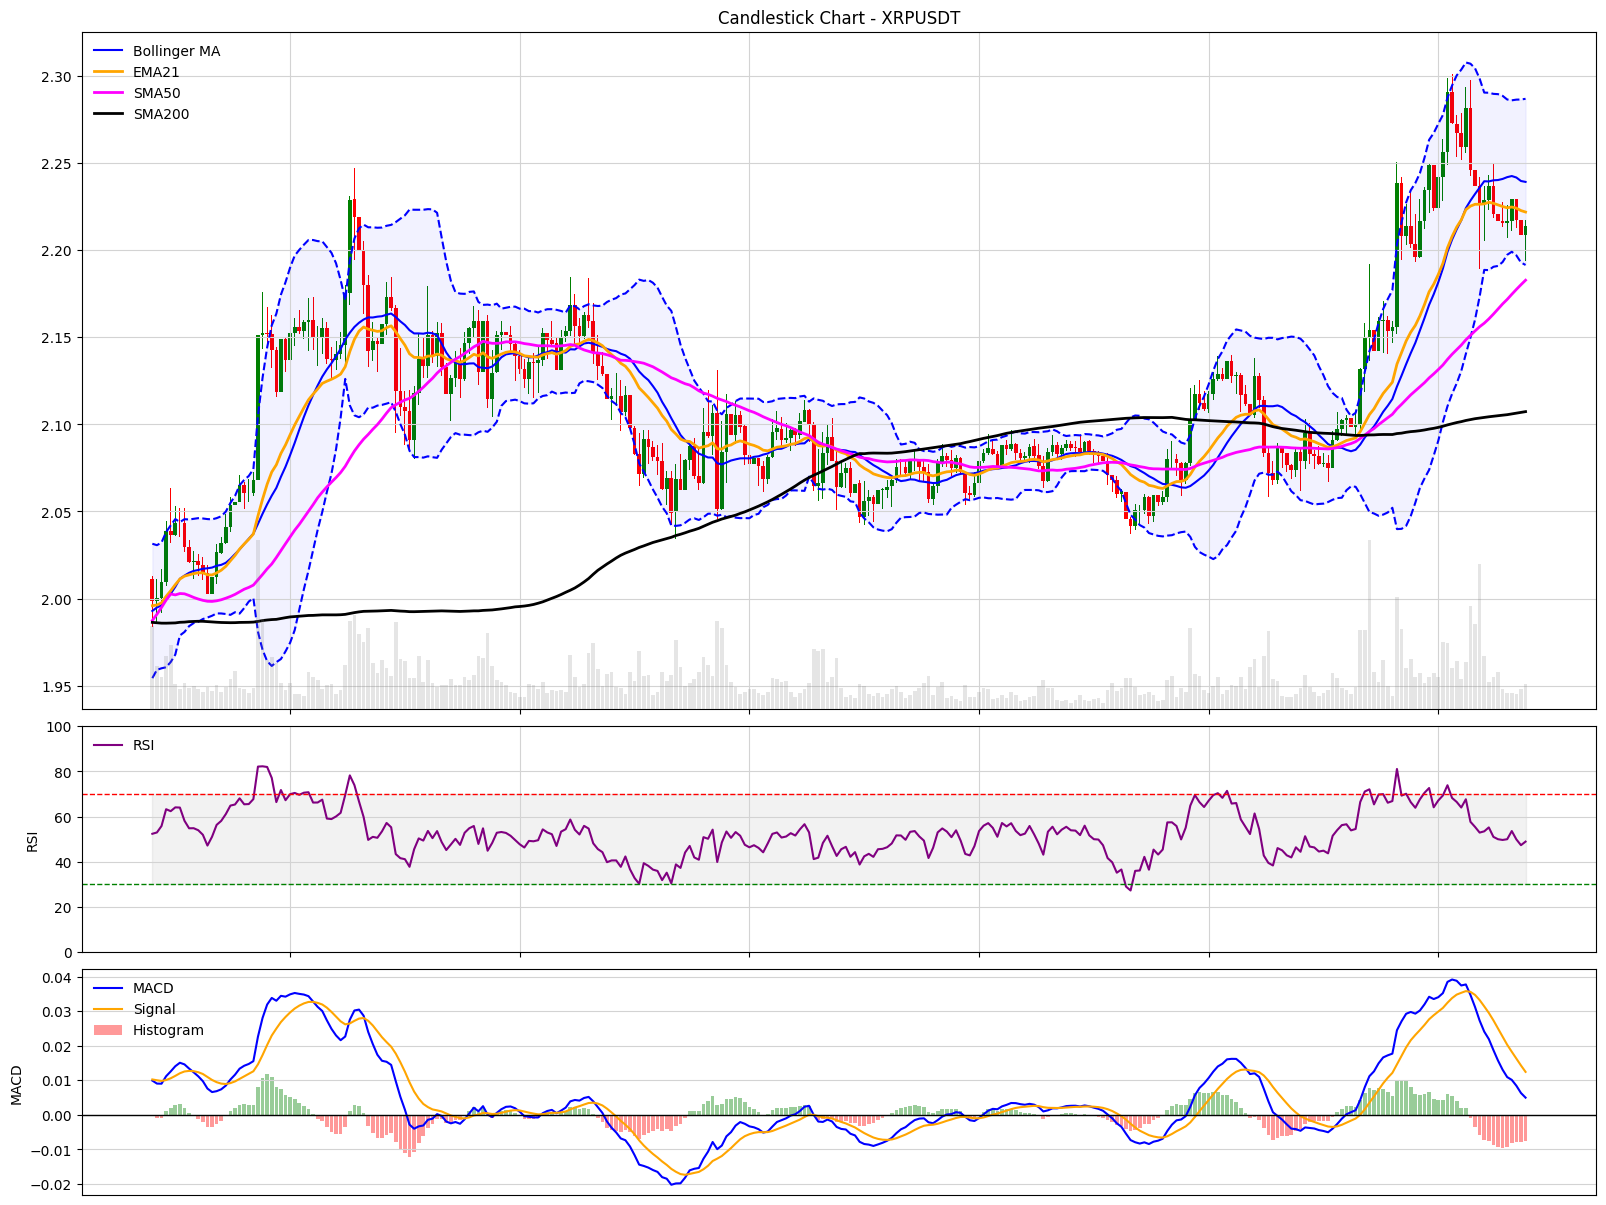 Candlestick Chart - XRPUSDT
Bollinger MA
EMA21
SMA50
SMA200
2.30
2.25
2.20
2.15
2.10
2.05
2.00
1.95
RSI
RSI
100
80
60
40
20
0
MACD
Signal
Histogram
MACD
0.04
0.03
0.02
0.01
0.00
−0.01
−0.02